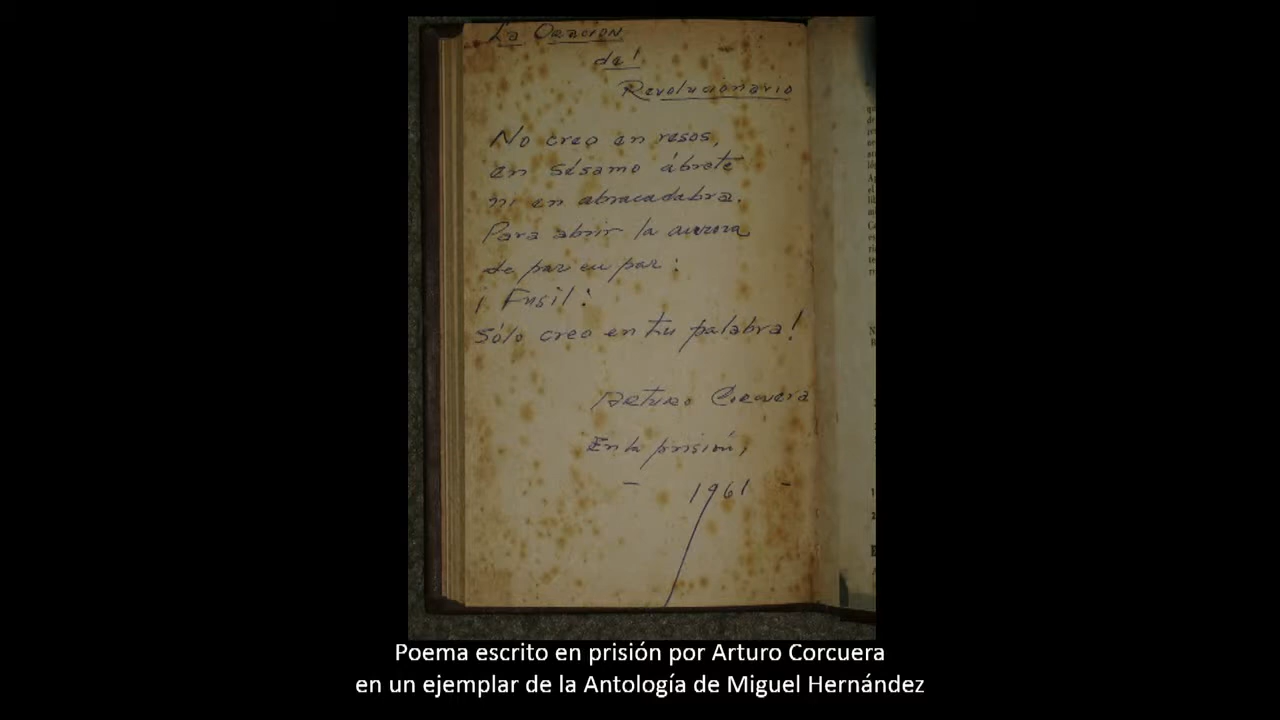 La Oración
del
Revolucionario
No creo en resos,
en sésamo ábrete
ni en abracadabra.
Para abrir la aurora
de par en par:
¡Fusil:
Sólo creo en tu palabra!
Arturo Corcuera
En la prisión,
- 1961 -
Poema escrito en prisión por Arturo Corcuera
en un ejemplar de la Antología de Miguel Hernández